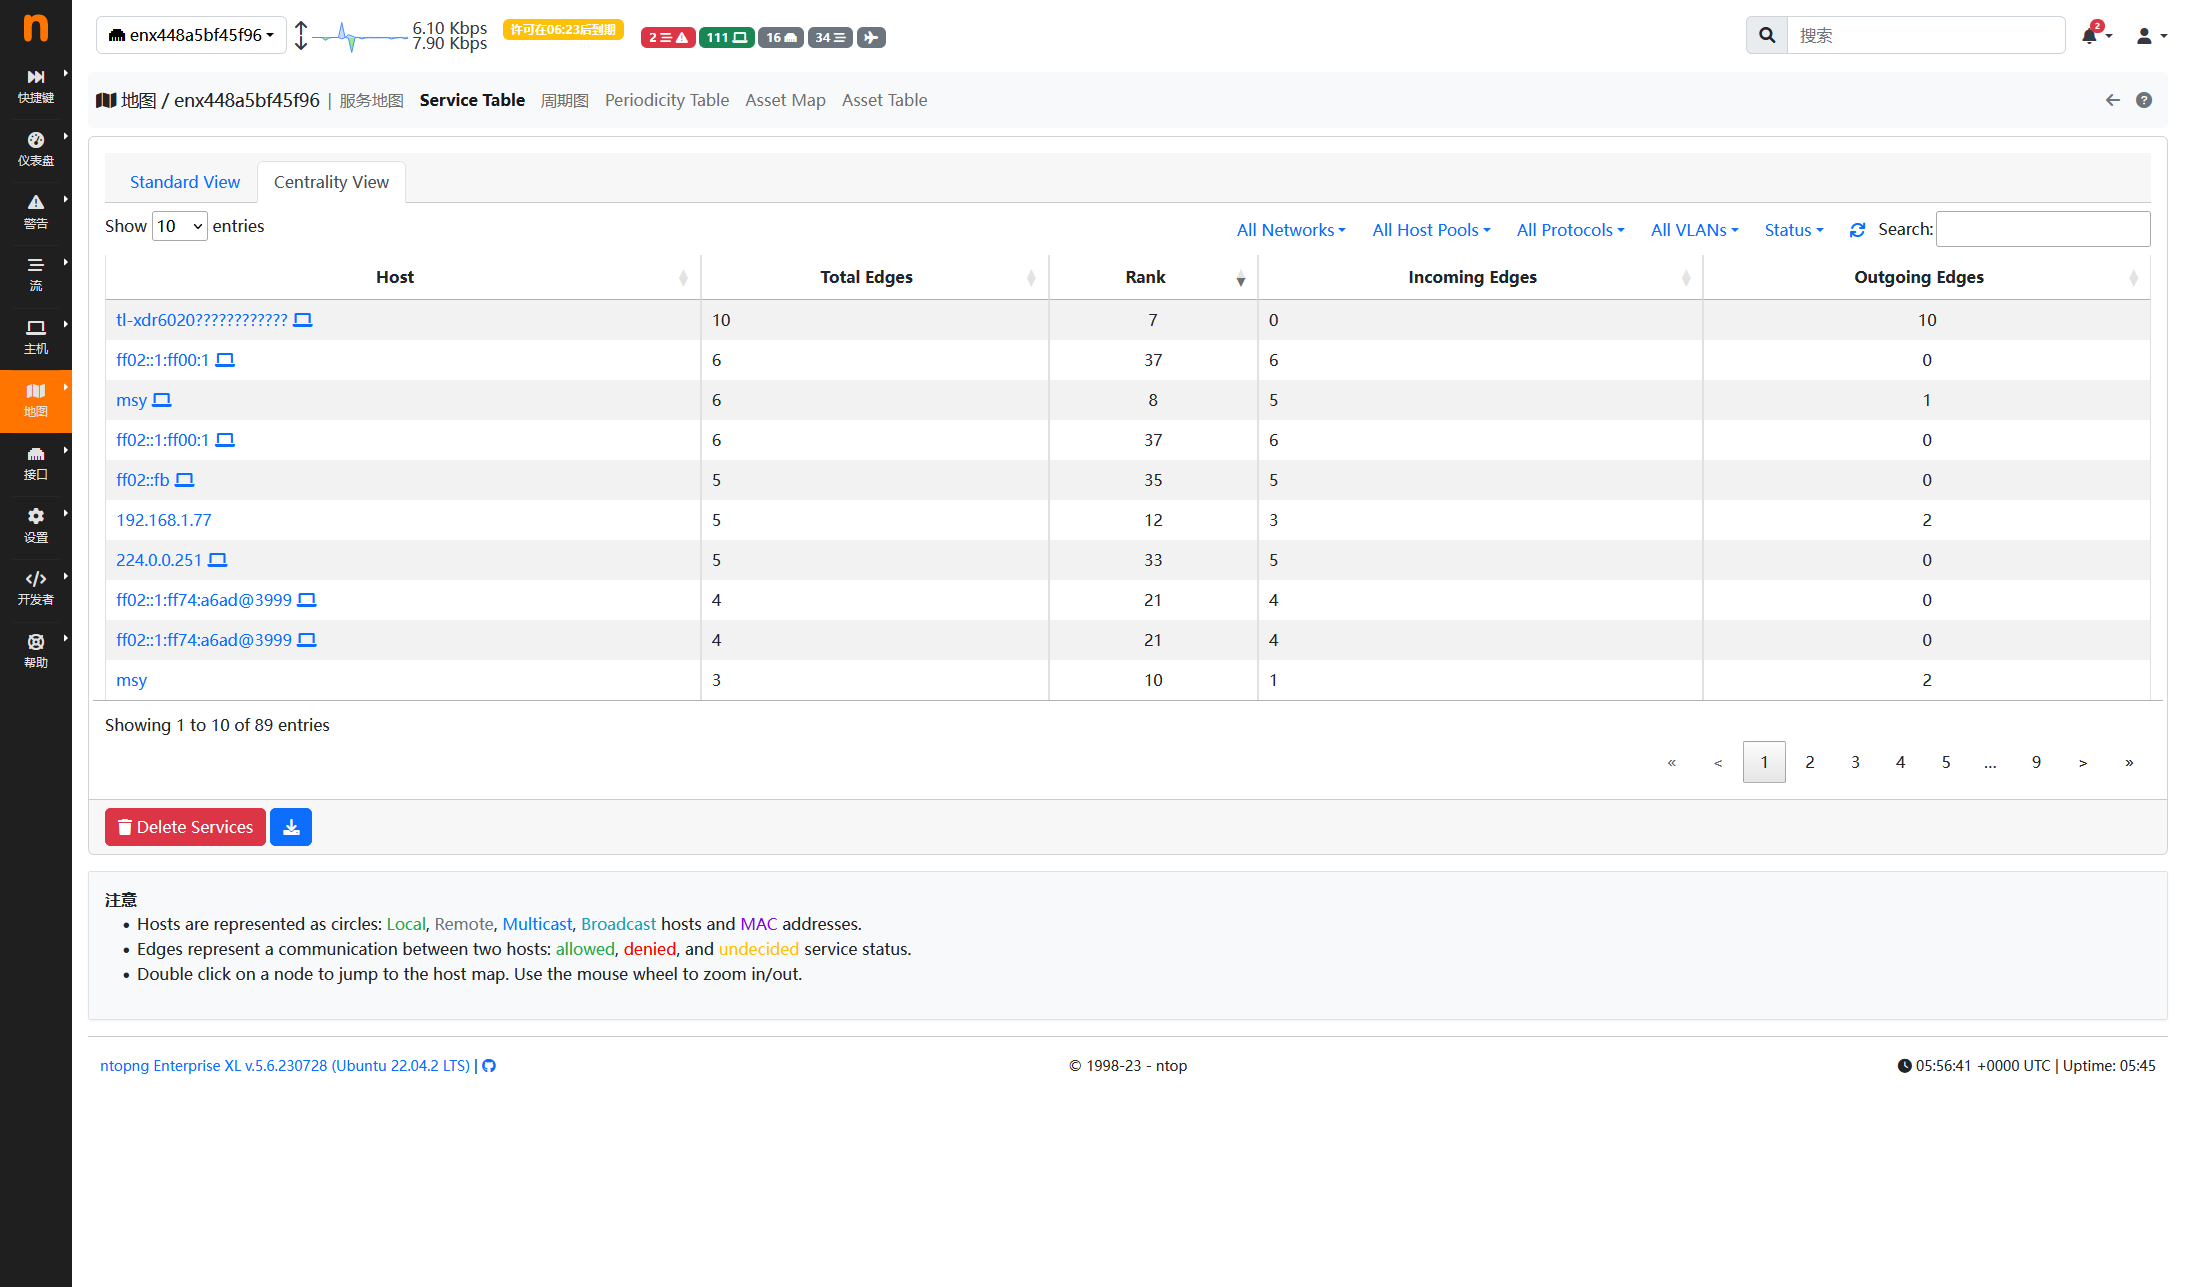 n
enx448a5bf45f96
6.10 Kbps
7.90 Kbps
许可在06:23后到期
2
111
16
34
搜索
2
快捷键
仪表盘
警告
流
主机
地图
接口
设置
开发者
帮助
地图 / enx448a5bf45f96 | 服务地图 Service Table 周期图 Periodicity Table Asset Map Asset Table
Standard View Centrality View
Show 10 entries All Networks All Host Pools All Protocols All VLANs Status Search:
Host Total Edges Rank Incoming Edges Outgoing Edges
tl-xdr6020???????????? 10 7 0 10
ff02::1:ff00:1 6 37 6 0
msy 6 8 5 1
ff02::1:ff00:1 6 37 6 0
ff02::fb 5 35 5 0
192.168.1.77 5 12 3 2
224.0.0.251 5 33 5 0
ff02::1:ff74:a6ad@3999 4 21 4 0
ff02::1:ff74:a6ad@3999 4 21 4 0
msy 3 10 1 2
Showing 1 to 10 of 89 entries
« < 1 2 3 4 5 ... 9 > »
Delete Services
注意
• Hosts are represented as circles: Local, Remote, Multicast, Broadcast hosts and MAC addresses.
• Edges represent a communication between two hosts: allowed, denied, and undecided service status.
• Double click on a node to jump to the host map. Use the mouse wheel to zoom in/out.
ntopng Enterprise XL v.5.6.230728 (Ubuntu 22.04.2 LTS) |
© 1998-23 - ntop
05:56:41 +0000 UTC | Uptime: 05:45